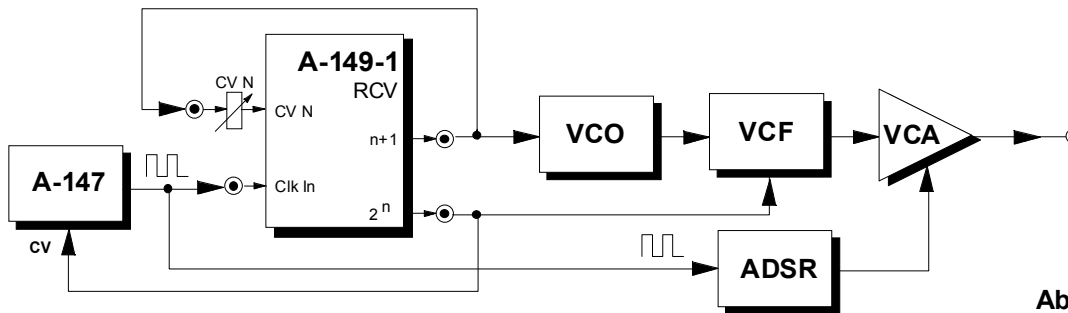 A-149-1
RCV
CV N
CV N
n+1
VCO
VCF
VCA
A-147
Clk In
2^n
CV
ADSR
Ab